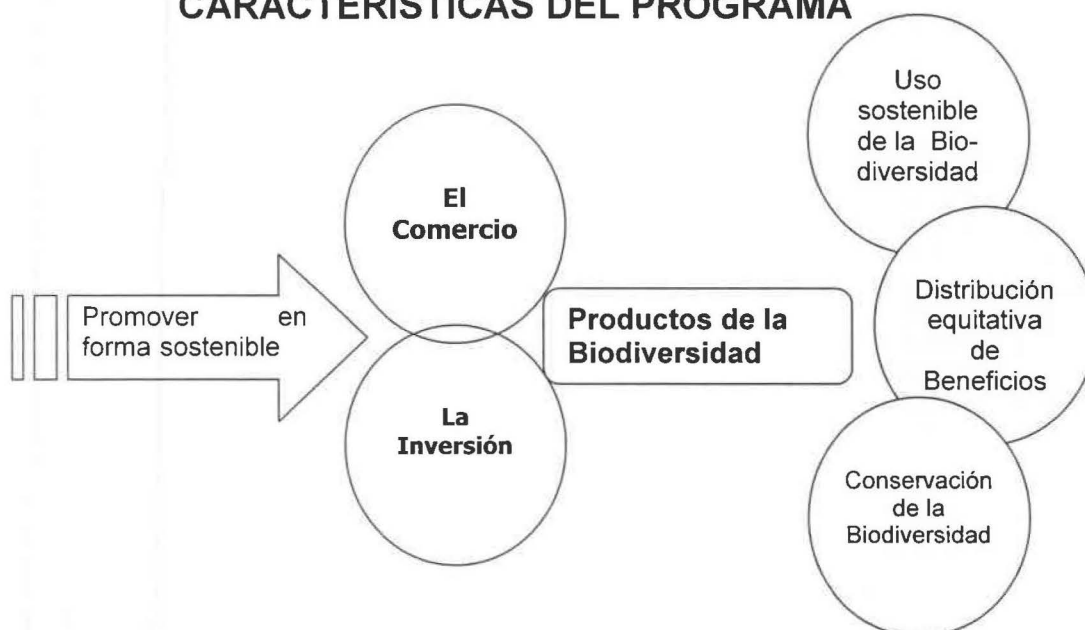 CARACTERÍSTICAS DEL PROGRAMA
Promover en
forma sostenible
El
Comercio
La
Inversión
Productos de la
Biodiversidad
Uso
sostenible
de la Bio-
diversidad
Distribución
equitativa
de
Beneficios
Conservación
de la
Biodiversidad